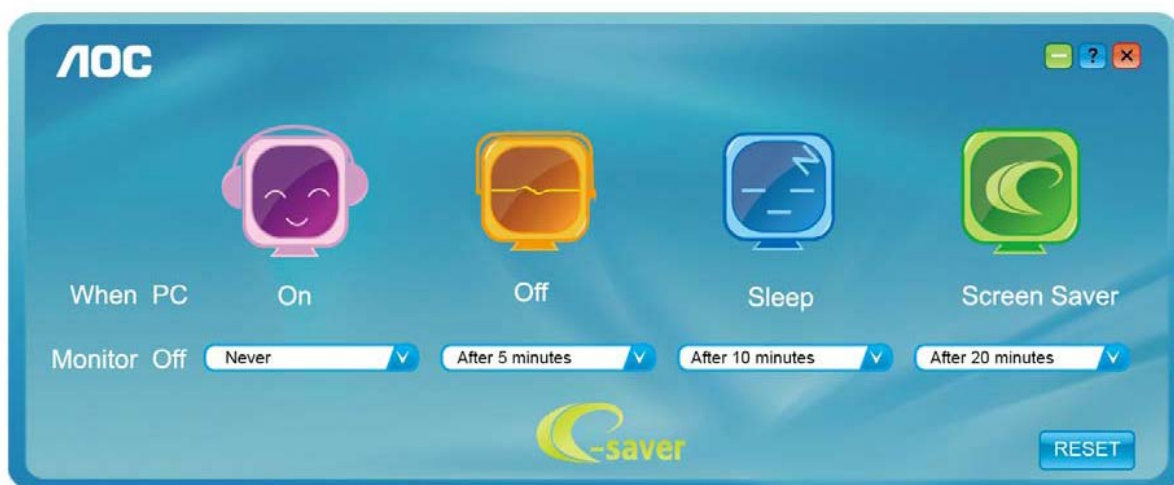 AOC
?
When PC On Off Sleep Screen Saver
Monitor Off Never After 5 minutes After 10 minutes After 20 minutes
e-saver
RESET